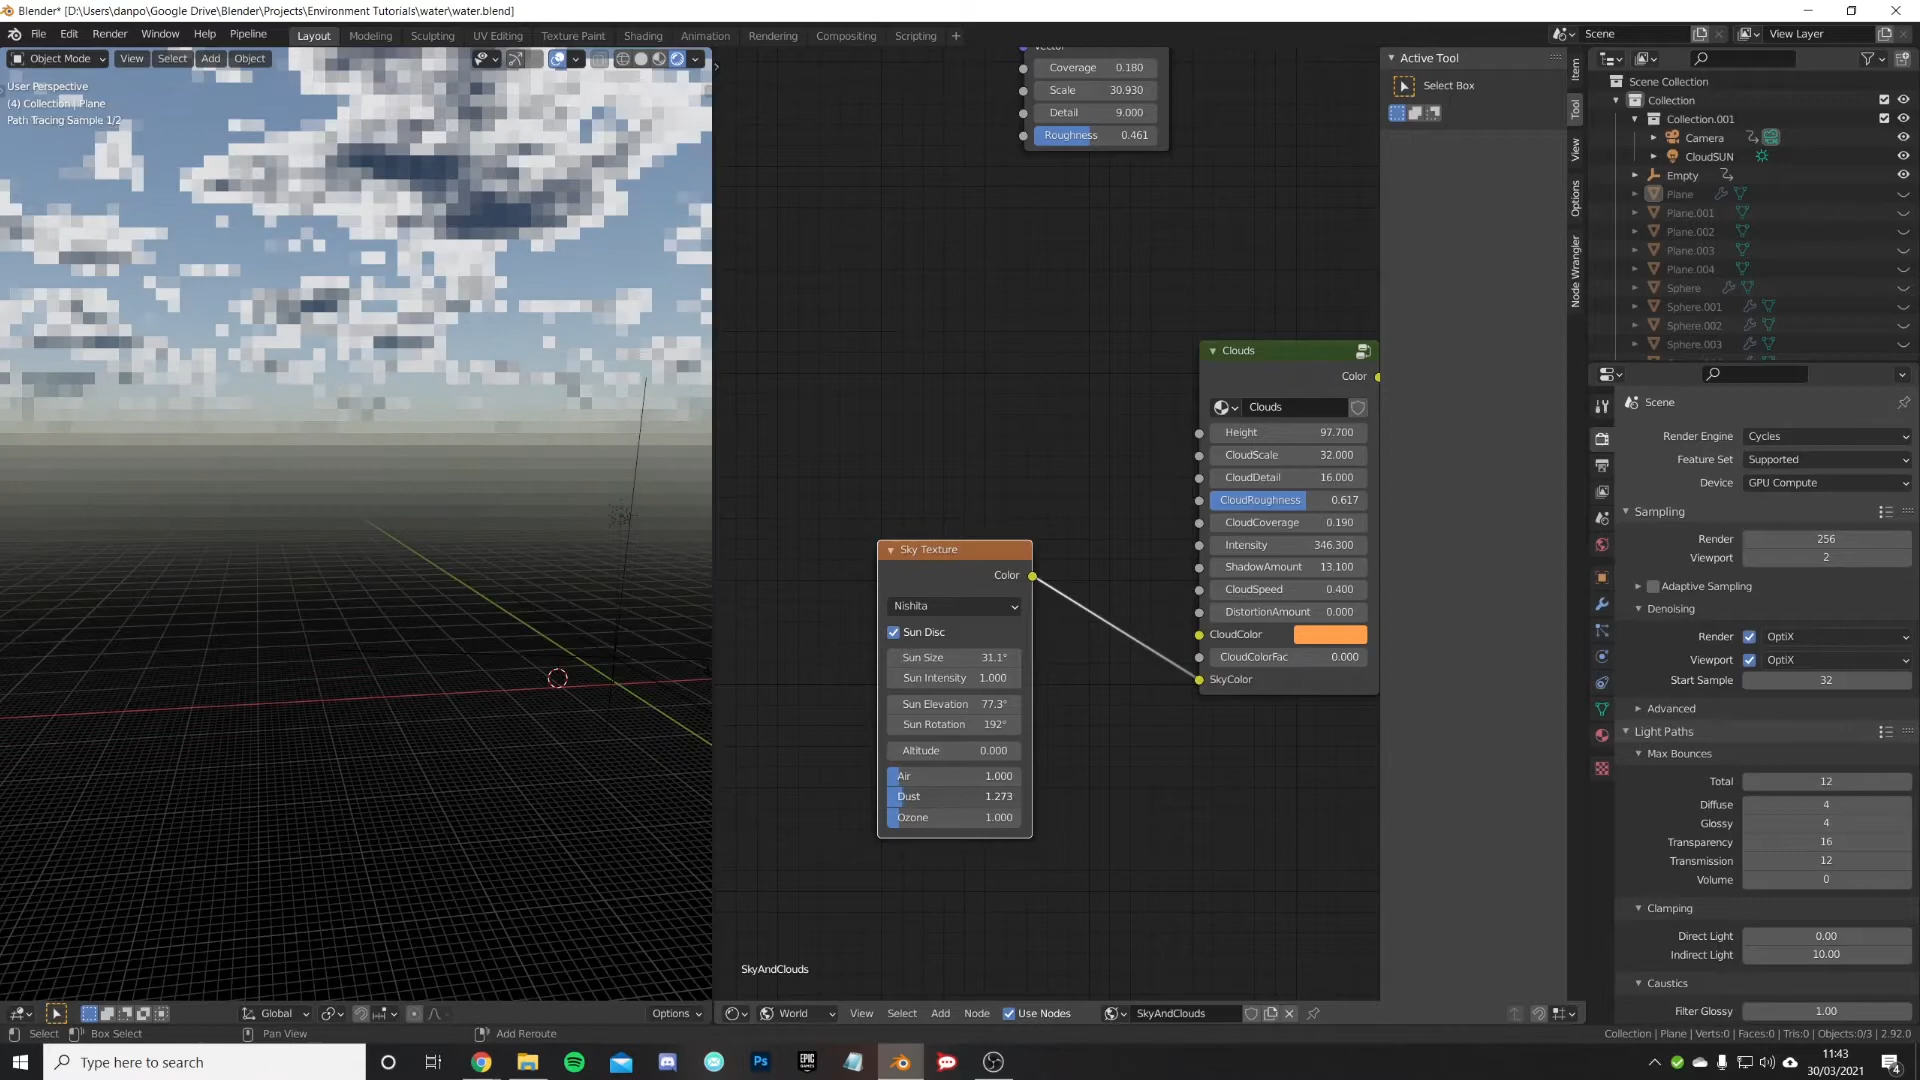 Blender* [D:\Users\danpo\Google Drive\Blender\Projects\Environment Tutorials\water\water.blend]
File Edit Render Window Help Pipeline Layout Modeling Sculpting UV Editing Texture Paint Shading Animation Rendering Compositing Scripting Scene View Layer
Object Mode View Select Add Object
User Perspective
(4) Collection | Plane
Path Tracing Sample 1/2
Vector
Coverage 0.180
Scale 30.930
Detail 9.000
Roughness 0.461
Clouds
Color
Clouds
Height 97.700
CloudScale 32.000
CloudDetail 16.000
CloudRoughness 0.617
CloudCoverage 0.190
Intensity 346.300
ShadowAmount 13.100
CloudSpeed 0.400
DistortionAmount 0.000
CloudColor
CloudColorFac 0.000
SkyColor
Sky Texture
Color
Nishita
Sun Disc
Sun Size 31.1°
Sun Intensity 1.000
Sun Elevation 77.3°
Sun Rotation 192°
Altitude 0.000
Air 1.000
Dust 1.273
Ozone 1.000
SkyAndClouds
Active Tool
Select Box
Item
Tool
View
Options
Node Wrangler
Scene Collection
Collection
Collection.001
Camera
CloudSUN
Empty
Plane
Plane.001
Plane.002
Plane.003
Plane.004
Sphere
Sphere.001
Sphere.002
Sphere.003
Scene
Render Engine Cycles
Feature Set Supported
Device GPU Compute
Sampling
Render 256
Viewport 2
Adaptive Sampling
Denoising
Render OptiX
Viewport OptiX
Start Sample 32
Advanced
Light Paths
Max Bounces
Total 12
Diffuse 4
Glossy 4
Transparency 16
Transmission 12
Volume 0
Clamping
Direct Light 0.00
Indirect Light 10.00
Caustics
Filter Glossy 1.00
Global Options World View Select Add Node Use Nodes SkyAndClouds
Select Box Select Pan View Add Reroute Collection | Plane | Verts:0 | Faces:0 | Tris:0 | Objects:0/3 | 2.92.0
Type here to search
Ps
EPIC GAMES
11:43
30/03/2021
4